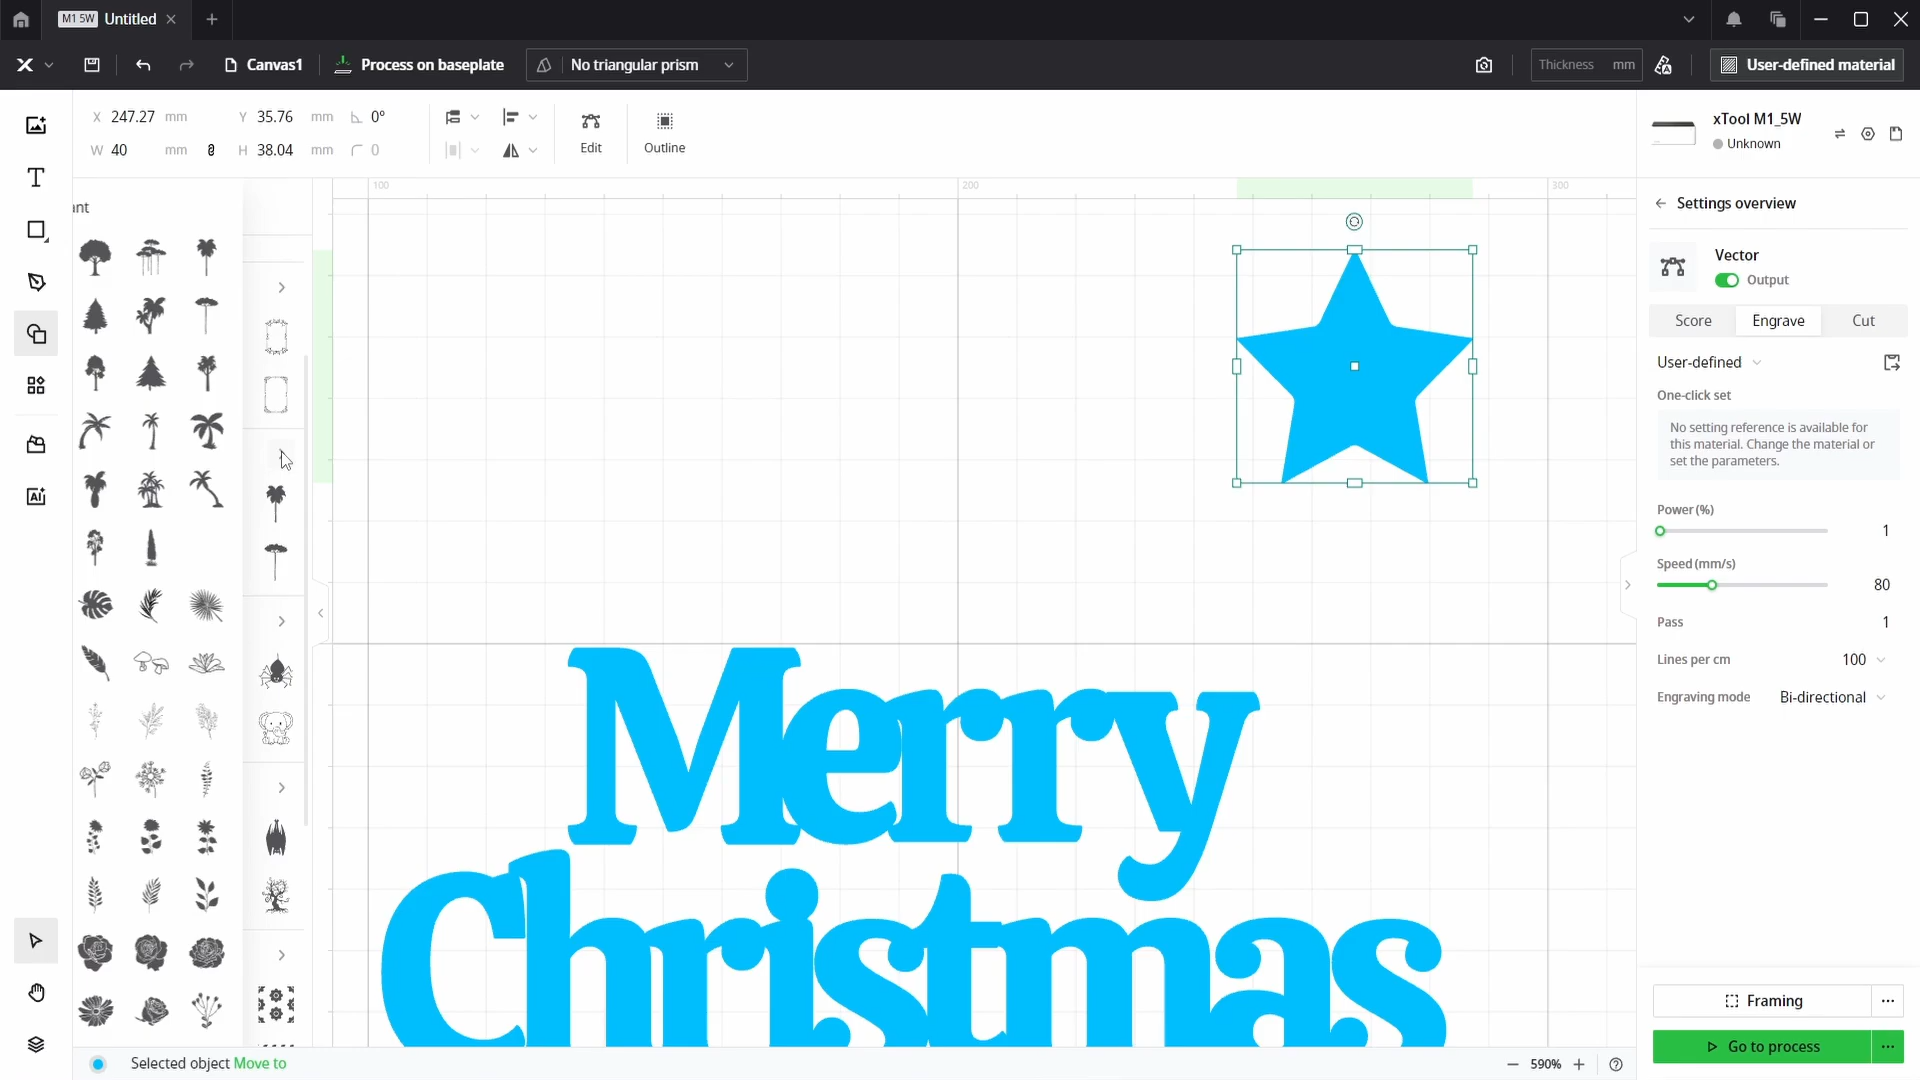 M1 5W Untitled
Canvas1
Process on baseplate
No triangular prism
Thickness mm
User-defined material
X 247.27 mm Y 35.76 mm 0°
W 40 mm H 38.04 mm 0
Edit
Outline
xTool M1_5W
Unknown
ant
100
200
300
Settings overview
Vector
Output
Score Engrave Cut
User-defined
One-click set
No setting reference is available for
this material. Change the material or
set the parameters.
Power (%)
1
Speed (mm/s)
80
Pass 1
Lines per cm 100
Engraving mode Bi-directional
AI
Merry
Christmas
Framing
Go to process
Selected object Move to
590%